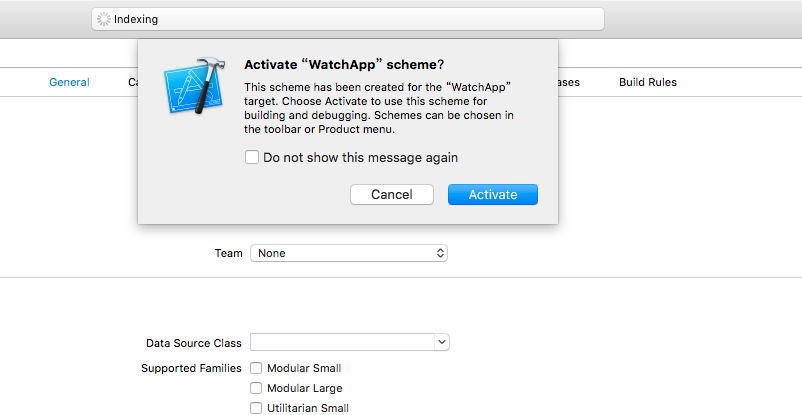 Indexing
Activate “WatchApp” scheme?
This scheme has been created for the “WatchApp”
target. Choose Activate to use this scheme for
building and debugging. Schemes can be chosen in
the toolbar or Product menu.
Do not show this message again
Cancel Activate
General Build Rules
Team None
Data Source Class
Supported Families Modular Small
Modular Large
Utilitarian Small